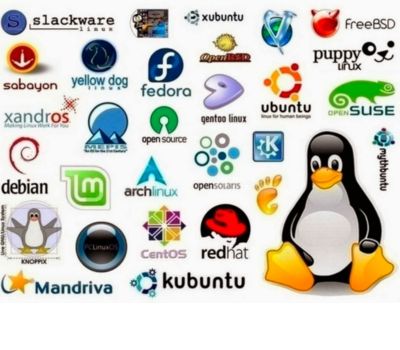 slackware
linux
xubuntu
FreeBSD
sabayon
yellow dog
linux
fedora
OpenBSD
puppy
Linux
ubuntu
linux for human beings
openSUSE
xandros
Making Linux Work For You
MEPIS
open source
gentoo linux
debian
archlinux
opensolaris
mythbuntu
KNOPPIX
PCLinuxOS
CentOS
redhat
Mandriva
kubuntu